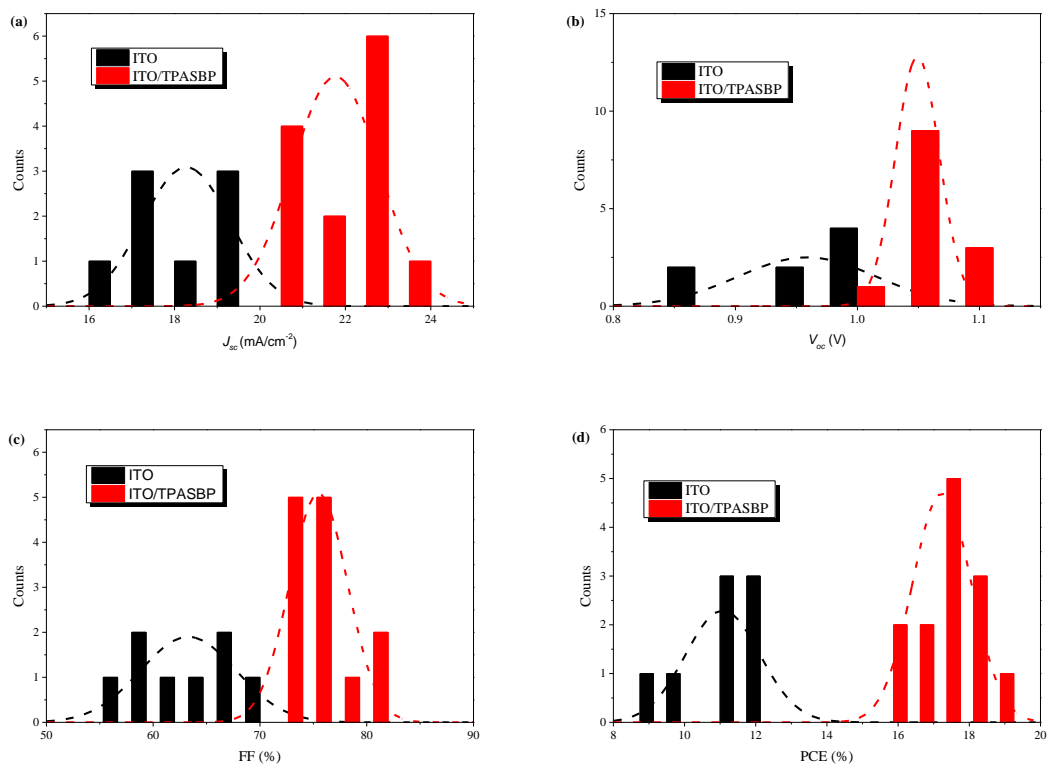 (a)
ITO
ITO/TPASBP
Counts
6
5
4
3
2
1
0
16 18 20 22 24
Jsc (mA/cm-2)
(b)
ITO
ITO/TPASBP
Counts
15
10
5
0
0.8 0.9 1.0 1.1
Voc (V)
(c)
ITO
ITO/TPASBP
Counts
6
5
4
3
2
1
0
50 60 70 80 90
FF (%)
(d)
ITO
ITO/TPASBP
Counts
6
5
4
3
2
1
0
8 10 12 14 16 18 20
PCE (%)